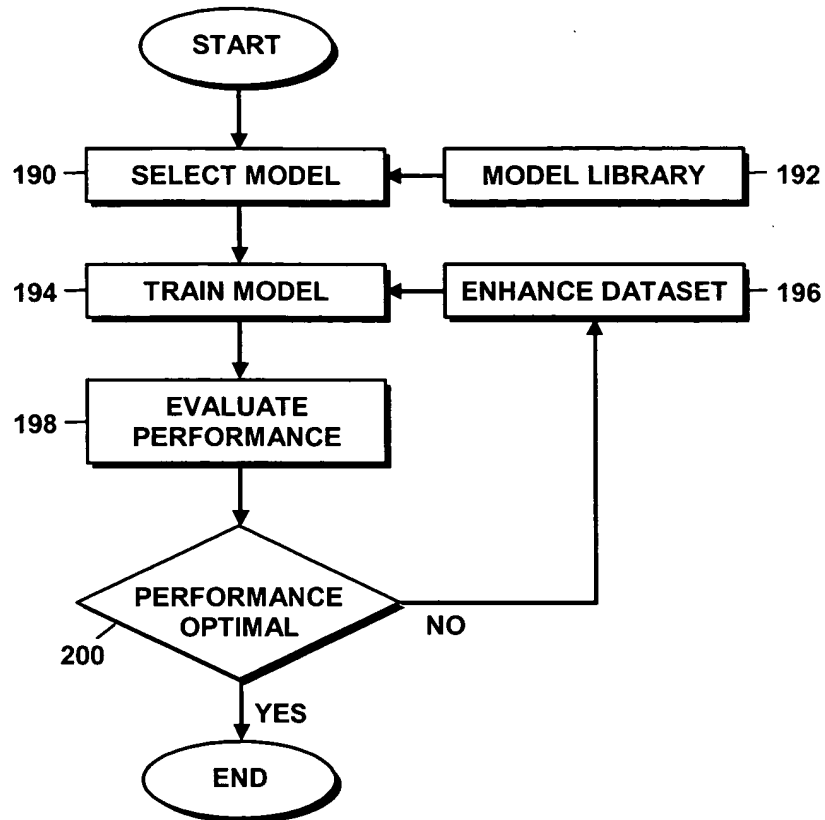 START
190
SELECT MODEL
MODEL LIBRARY
192
194
TRAIN MODEL
ENHANCE DATASET
196
198
EVALUATE
PERFORMANCE
PERFORMANCE
OPTIMAL
NO
200
YES
END